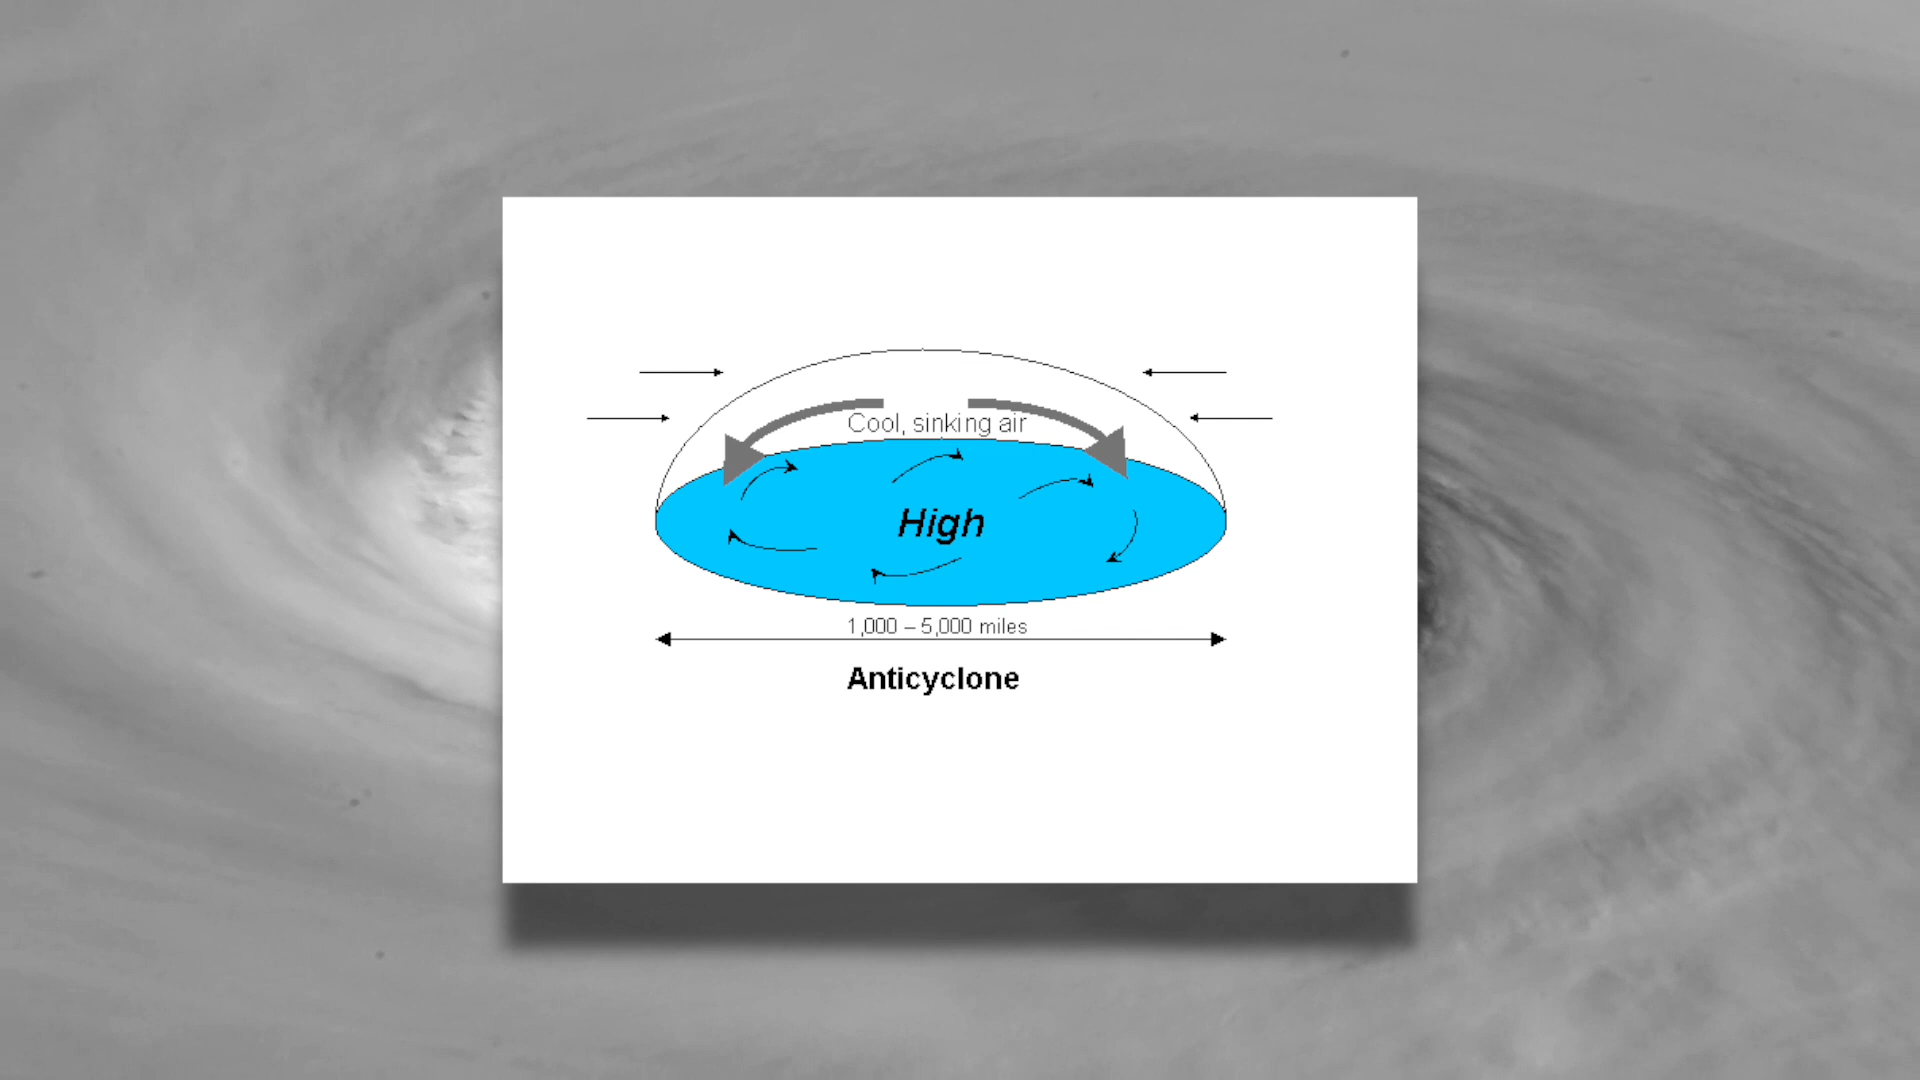 Cool, sinking air
High
1,000 – 5,000 miles
Anticyclone